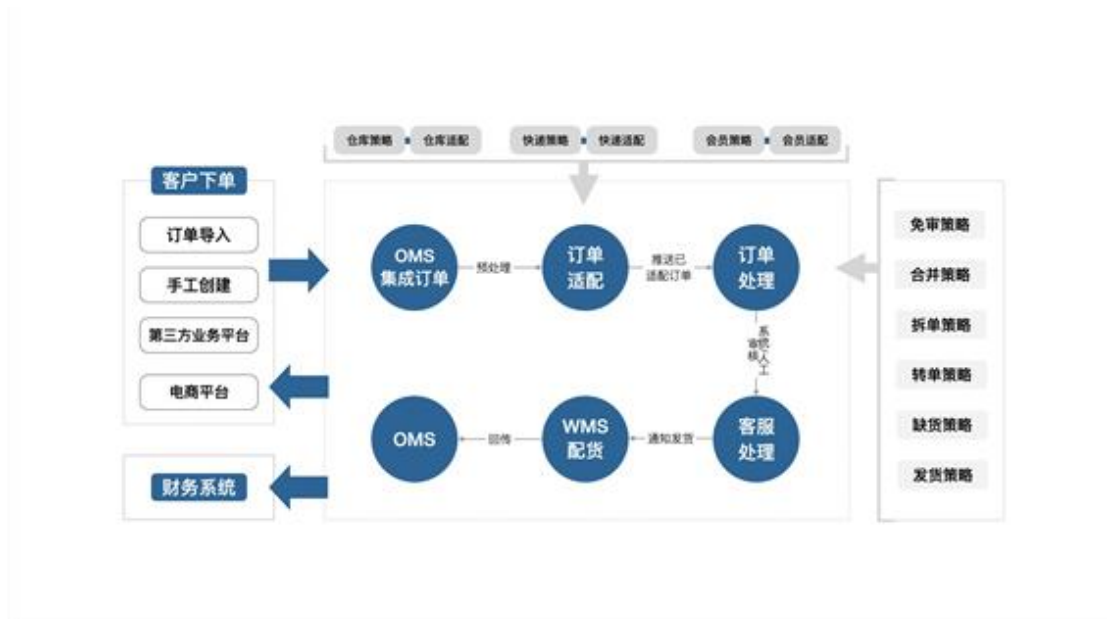 仓库策略 仓库适配 快递策略 快递适配 会员策略 会员适配
客户下单
订单导入
手工创建
第三方业务平台
电商平台
财务系统
OMS
集成订单
预处理
订单
适配
推送已
适配订单
订单
处理
系统/人工
审核
客服
处理
通知发货
WMS
配货
回传
OMS
免审策略
合并策略
拆单策略
转单策略
缺货策略
发货策略